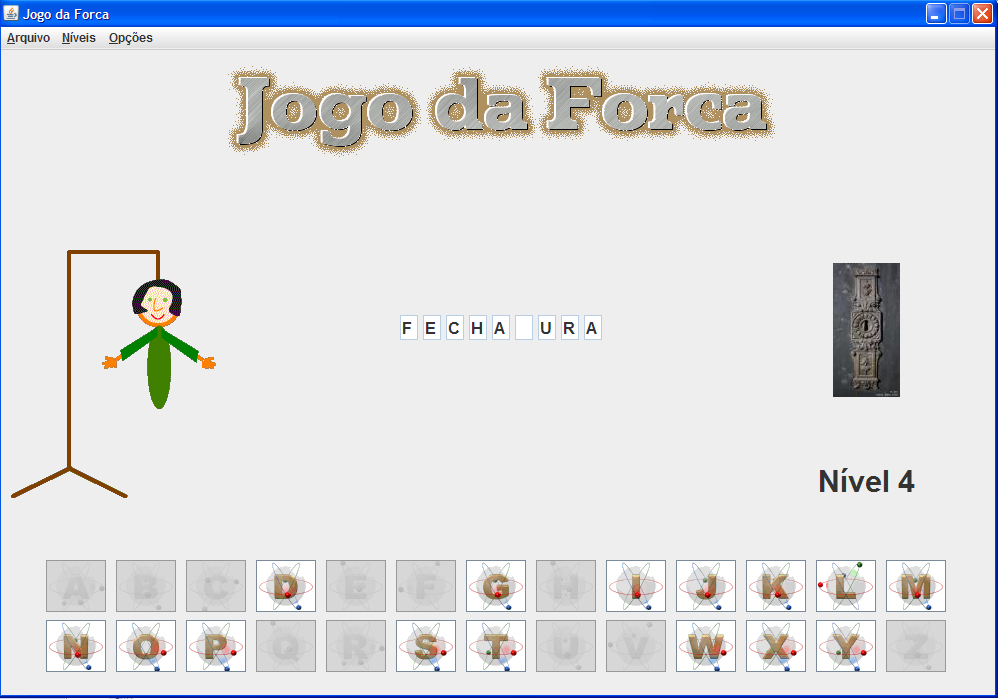 Jogo da Forca
Arquivo Níveis Opções
Jogo da Forca
F E C H A U R A
Nível 4
A B C D E F G H I J K L M
N O P Q R S T U V W X Y Z